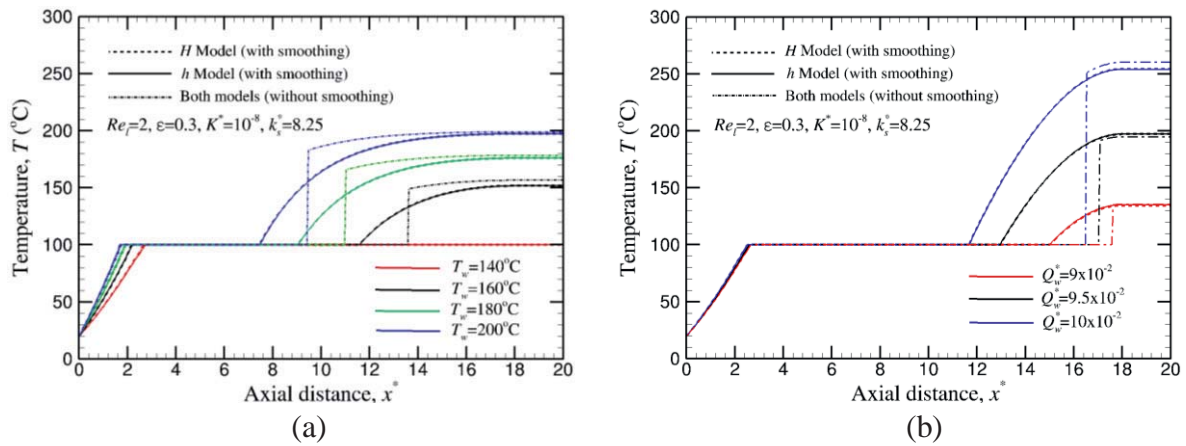 300
250
200
150
100
50
0
Temperature, T (°C)
H Model (with smoothing)
h Model (with smoothing)
Both models (without smoothing)
Re_l=2, ε=0.3, K*=10^-8, k_s*=8.25
T_w=140°C
T_w=160°C
T_w=180°C
T_w=200°C
0 2 4 6 8 10 12 14 16 18 20
Axial distance, x*
(a)
300
250
200
150
100
50
0
Temperature, T (°C)
H Model (with smoothing)
h Model (with smoothing)
Both models (without smoothing)
Re_l=2, ε=0.3, K*=10^-8, k_s*=8.25
Q_w*=9x10^-2
Q_w*=9.5x10^-2
Q_w*=10x10^-2
0 2 4 6 8 10 12 14 16 18 20
Axial distance, x*
(b)